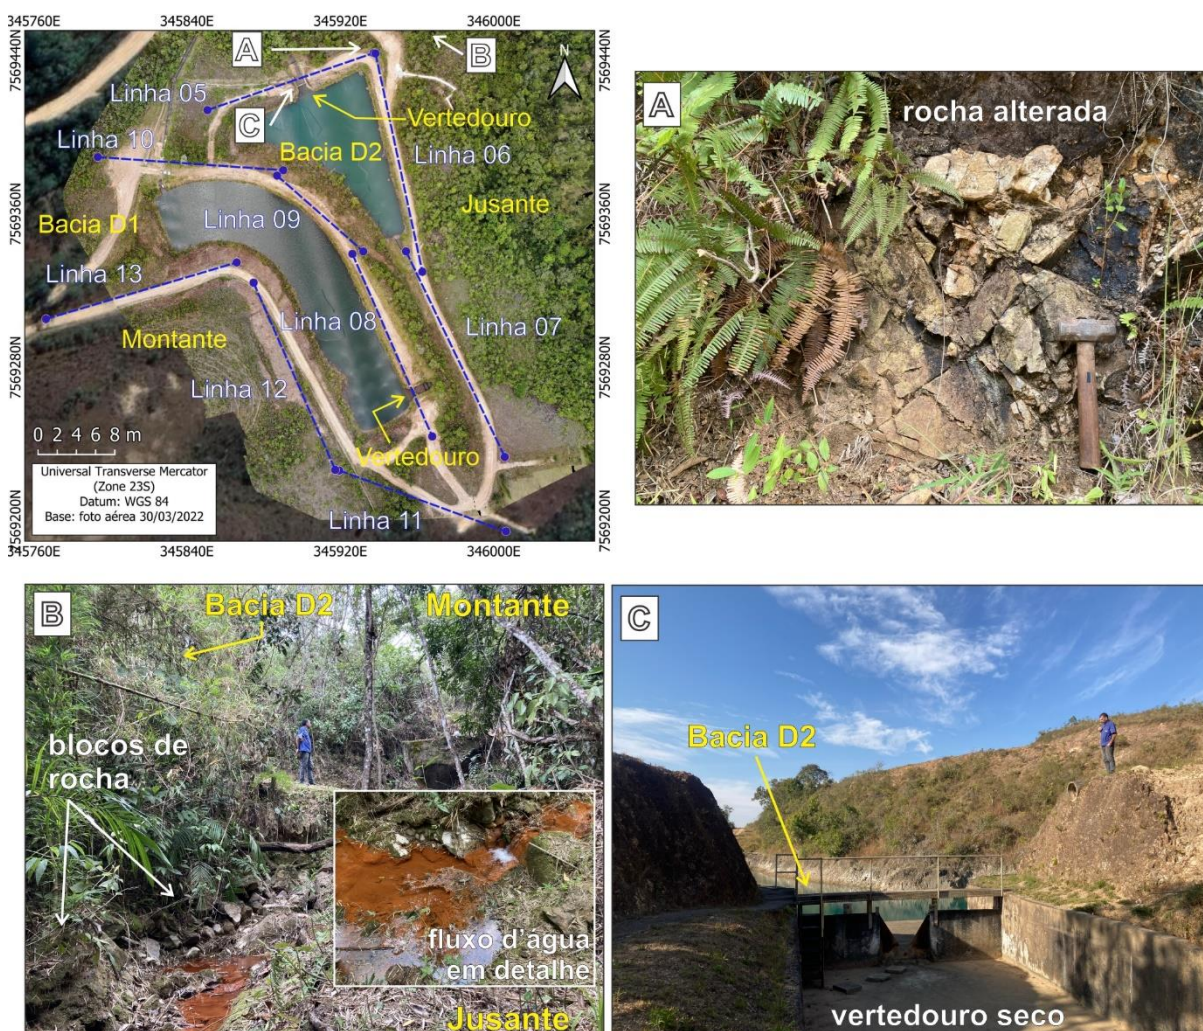 345760E 345840E 345920E 346000E
7569440N
7569360N
7569280N
7569200N
A
B
N
Linha 05
C
Vertedouro
Linha 10
Bacia D2
Linha 06
Jusante
Linha 09
Bacia D1
Linha 13
Linha 08
Linha 07
Montante
Linha 12
0 2 4 6 8 m
Vertedouro
Universal Transverse Mercator
(Zone 23S)
Datum: WGS 84
Base: foto aérea 30/03/2022
Linha 11
7569440N
7569360N
7569280N
7569200N
345760E 345840E 345920E 346000E
A
rocha alterada
B
Bacia D2
Montante
blocos de
rocha
fluxo d'água
em detalhe
Jusante
C
Bacia D2
vertedouro seco